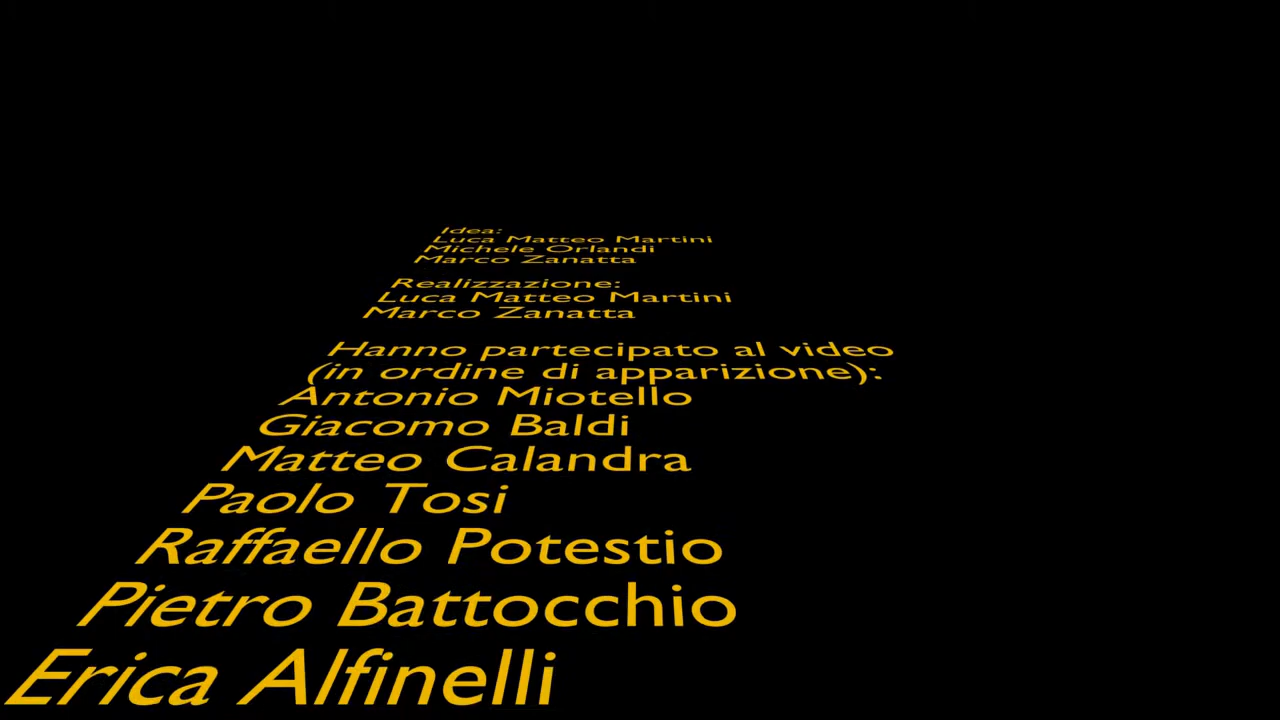 Idea:
Luca Matteo Martini
Michele Orlandi
Marco Zanatta
Realizzazione:
Luca Matteo Martini
Marco Zanatta
Hanno partecipato al video
(in ordine di apparizione):
Antonio Miotello
Giacomo Baldi
Matteo Calandra
Paolo Tosi
Raffaello Potestio
Pietro Battocchio
Erica Alfinelli